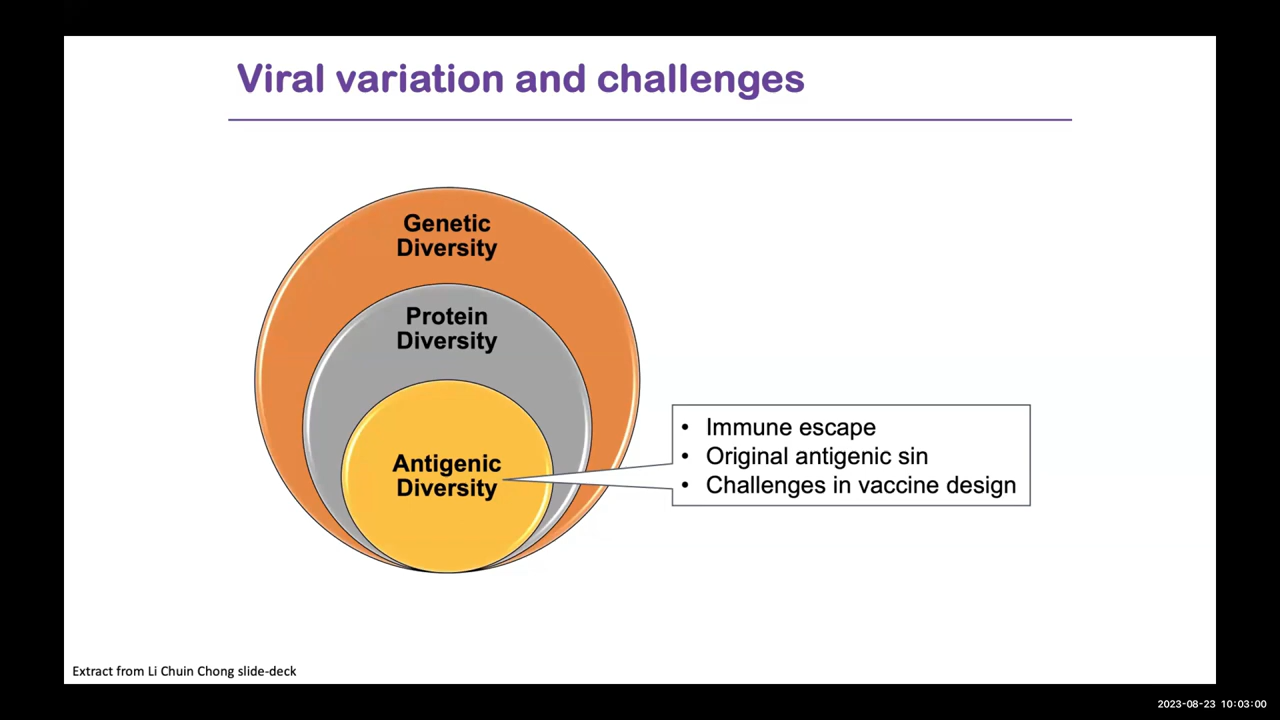 Viral variation and challenges
Genetic
Diversity
Protein
Diversity
Antigenic
Diversity
• Immune escape
• Original antigenic sin
• Challenges in vaccine design
Extract from Li Chuin Chong slide-deck
2023-08-23 10:03:00